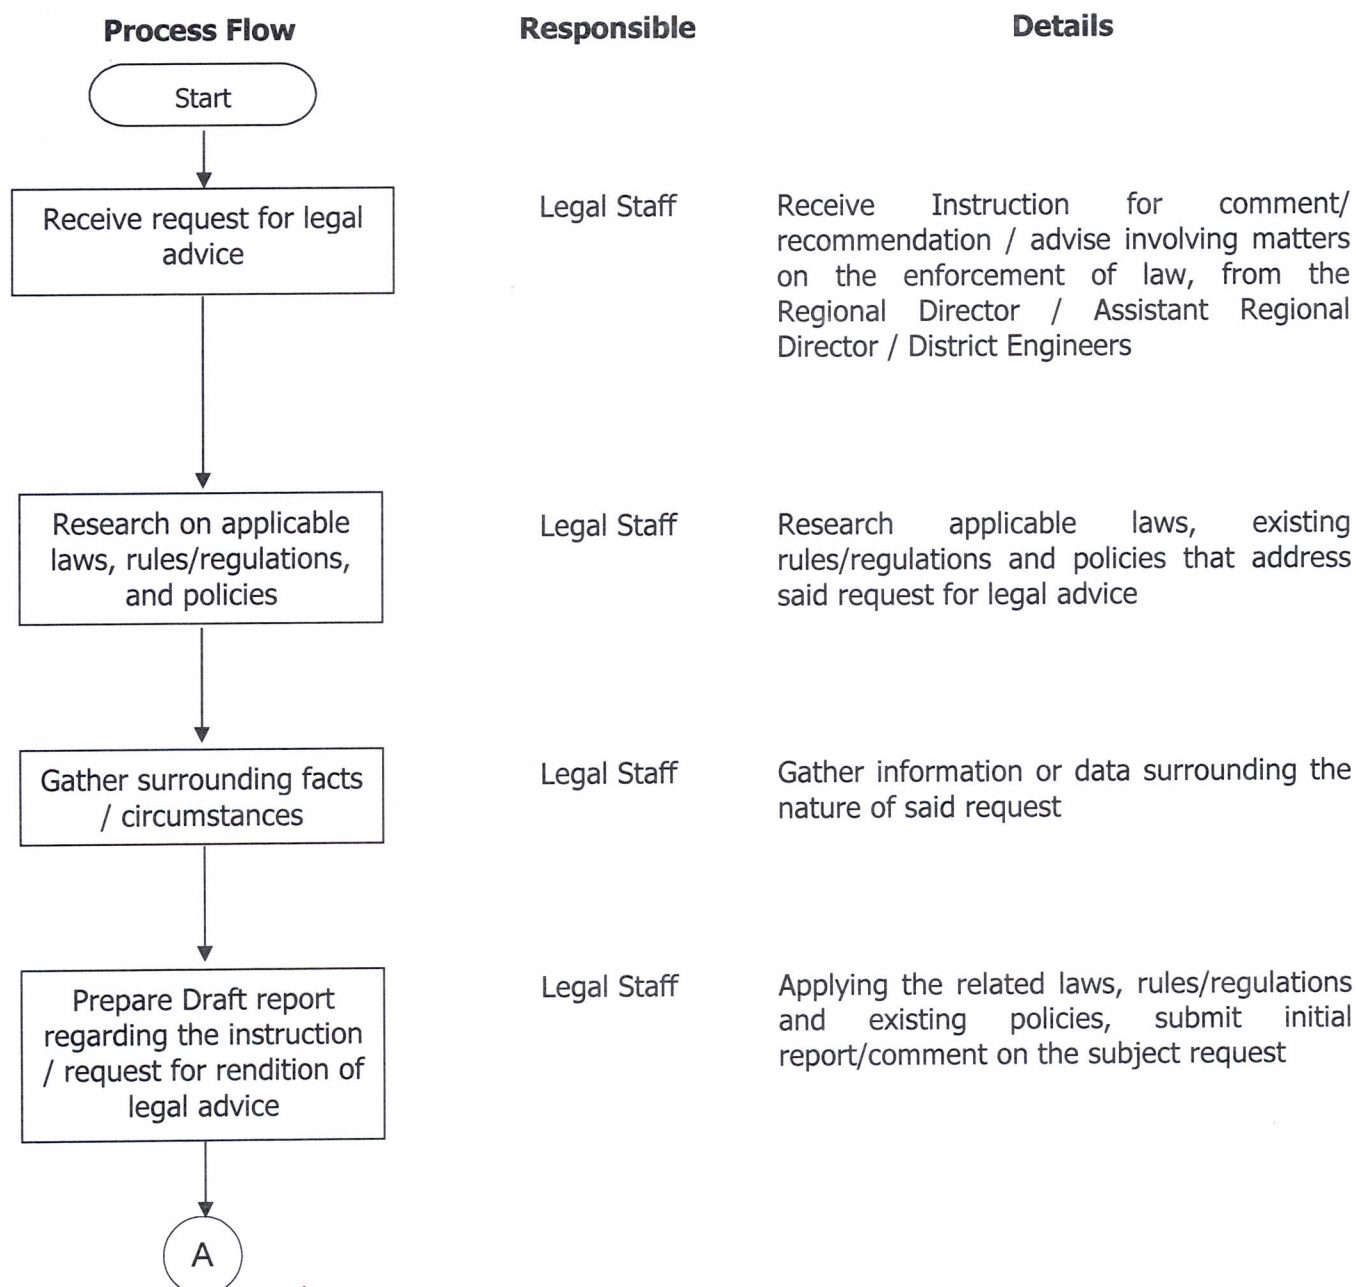 Process Flow
Responsible
Details
Start
Receive request for legal
advice
Legal Staff
Receive Instruction for comment/
recommendation / advise involving matters
on the enforcement of law, from the
Regional Director / Assistant Regional
Director / District Engineers
Research on applicable
laws, rules/regulations,
and policies
Legal Staff
Research applicable laws, existing
rules/regulations and policies that address
said request for legal advice
Gather surrounding facts
/ circumstances
Legal Staff
Gather information or data surrounding the
nature of said request
Prepare Draft report
regarding the instruction
/ request for rendition of
legal advice
Legal Staff
Applying the related laws, rules/regulations
and existing policies, submit initial
report/comment on the subject request
A